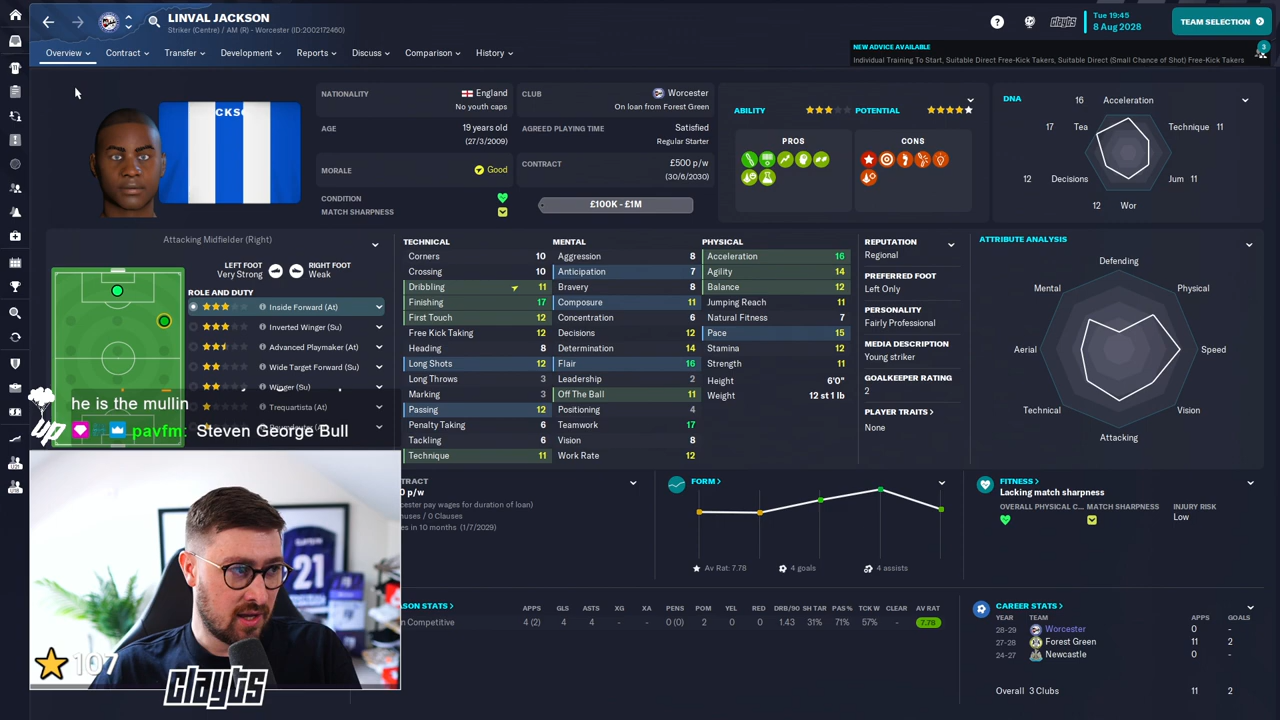 LINVAL JACKSON
Striker (Centre) / AM (R) - Worcester (ID:2002172460)
clayts
Tue 19:45
8 Aug 2028
TEAM SELECTION
Overview
Contract
Transfer
Development
Reports
Discuss
Comparison
History
NEW ADVICE AVAILABLE
Individual Training To Start, Suitable Direct Free-Kick Takers, Suitable Direct (Small Chance of Shot) Free-Kick Takers
3
NATIONALITY
England
No youth caps
AGE
19 years old
(27/3/2009)
MORALE
Good
CONDITION
MATCH SHARPNESS
CLUB
Worcester
On loan from Forest Green
AGREED PLAYING TIME
Satisfied
Regular Starter
CONTRACT
£500 p/w
(30/6/2030)
£100K - £1M
ABILITY
POTENTIAL
PROS
CONS
DNA
16 Acceleration
17 Tea
Technique 11
12 Decisions
Jum 11
12
Wor
Attacking Midfielder (Right)
LEFT FOOT
Very Strong
RIGHT FOOT
Weak
ROLE AND DUTY
Inside Forward (At)
Inverted Winger (Su)
Advanced Playmaker (At)
Wide Target Forward (Su)
Winger (Su)
Trequartista (At)
TECHNICAL
Corners 10
Crossing 10
Dribbling 11
Finishing 17
First Touch 12
Free Kick Taking 12
Heading 8
Long Shots 12
Long Throws 3
Marking 3
Passing 12
Penalty Taking 6
Tackling 6
Technique 11
MENTAL
Aggression 8
Anticipation 7
Bravery 8
Composure 11
Concentration 6
Decisions 12
Determination 14
Flair 16
Leadership 2
Off The Ball 11
Positioning 4
Teamwork 17
Vision 8
Work Rate 12
PHYSICAL
Acceleration 16
Agility 14
Balance 12
Jumping Reach 11
Natural Fitness 7
Pace 15
Stamina 12
Strength 11
Height 6'0"
Weight 12 st 1 lb
REPUTATION
Regional
PREFERRED FOOT
Left Only
PERSONALITY
Fairly Professional
MEDIA DESCRIPTION
Young striker
GOALKEEPER RATING
2
PLAYER TRAITS
None
ATTRIBUTE ANALYSIS
Defending
Mental
Physical
Aerial
Speed
Technical
Vision
Attacking
he is the mullin
pavfm: Steven George Bull
TRACT
0 p/w
cester pay wages for duration of loan)
nuses / 0 Clauses
es in 10 months (1/7/2029)
FORM
Av Rat: 7.78
4 goals
4 assists
FITNESS
Lacking match sharpness
OVERALL PHYSICAL C...
MATCH SHARPNESS
INJURY RISK
Low
ASON STATS
APPS GLS ASTS XG XA PENS POM YEL RED DRB/90 SH TAR PAS% TCK W CLEAR AV RAT
n Competitive 4 (2) 4 4 - - 0 (0) 2 0 0 1.43 31% 71% 57% - 7.78
CAREER STATS
YEAR TEAM APPS GOALS
28-29 Worcester 0 -
27-28 Forest Green 11 2
24-27 Newcastle 0 -
Overall 3 Clubs 11 2
21
107
clayts